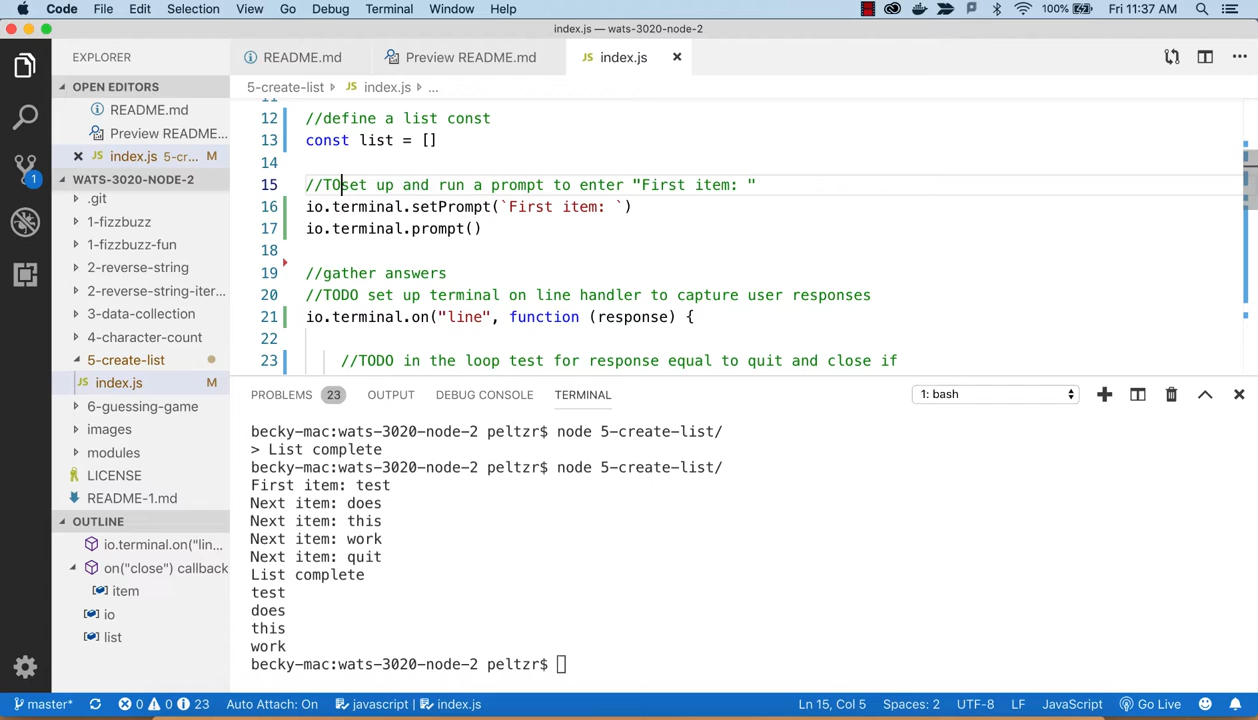 Code File Edit Selection View Go Debug Terminal Window Help 100% Fri 11:37 AM
index.js — wats-3020-node-2
EXPLORER
README.md
Preview README.md
JS index.js
OPEN EDITORS
README.md
Preview README...
JS index.js 5-cr... M
WATS-3020-NODE-2
.git
1-fizzbuzz
1-fizzbuzz-fun
2-reverse-string
2-reverse-string-iter...
3-data-collection
4-character-count
5-create-list
JS index.js M
6-guessing-game
images
modules
LICENSE
README-1.md
OUTLINE
io.terminal.on("lin...
on("close") callback
item
io
list
1
5-create-list JS index.js ...
11
12 //define a list const
13 const list = []
14
15 //TOset up and run a prompt to enter "First item: "
16 io.terminal.setPrompt(`First item: `)
17 io.terminal.prompt()
18
19 //gather answers
20 //TODO set up terminal on line handler to capture user responses
21 io.terminal.on("line", function (response) {
22
23 //TODO in the loop test for response equal to quit and close if
PROBLEMS 23 OUTPUT DEBUG CONSOLE TERMINAL 1: bash
becky-mac:wats-3020-node-2 peltzr$ node 5-create-list/
> List complete
becky-mac:wats-3020-node-2 peltzr$ node 5-create-list/
First item: test
Next item: does
Next item: this
Next item: work
Next item: quit
List complete
test
does
this
work
becky-mac:wats-3020-node-2 peltzr$
master* 0 0 23 Auto Attach: On javascript index.js Ln 15, Col 5 Spaces: 2 UTF-8 LF JavaScript Go Live